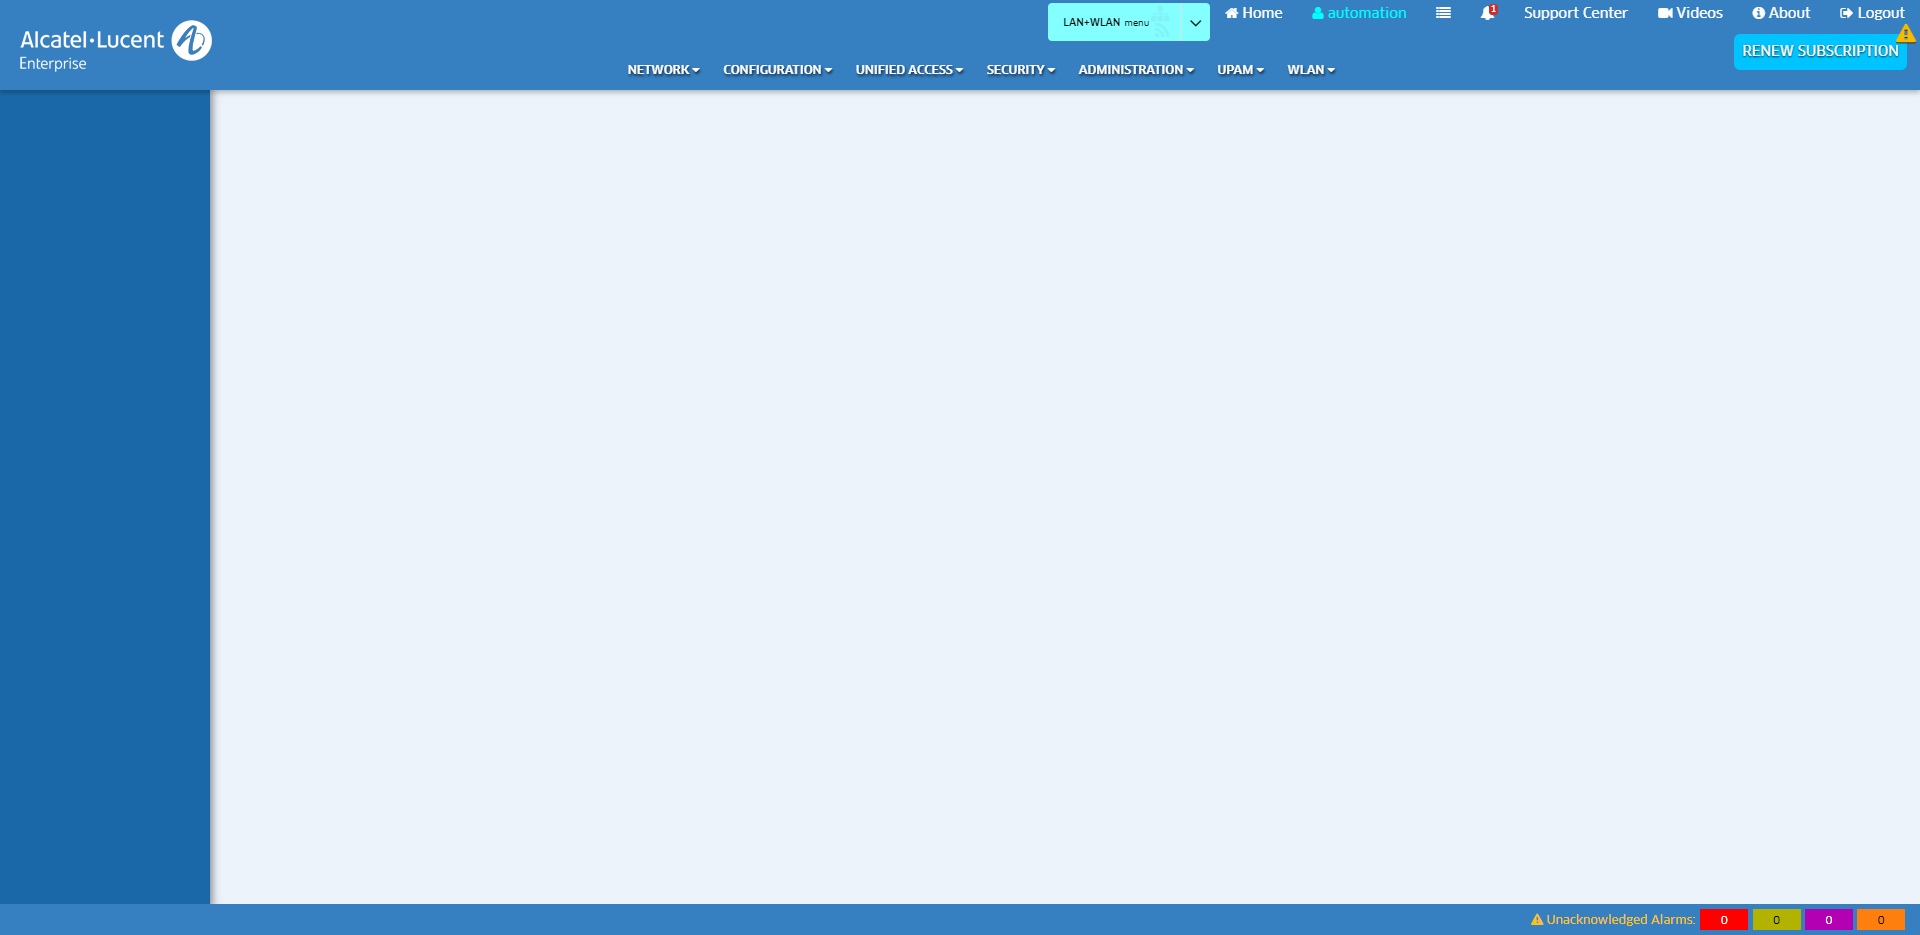 LAN+WLAN menu
Home
automation
1
Support Center
Videos
About
Logout
Alcatel·Lucent
Enterprise
RENEW SUBSCRIPTION
NETWORK
CONFIGURATION
UNIFIED ACCESS
SECURITY
ADMINISTRATION
UPAM
WLAN
Unacknowledged Alarms:
0
0
0
0